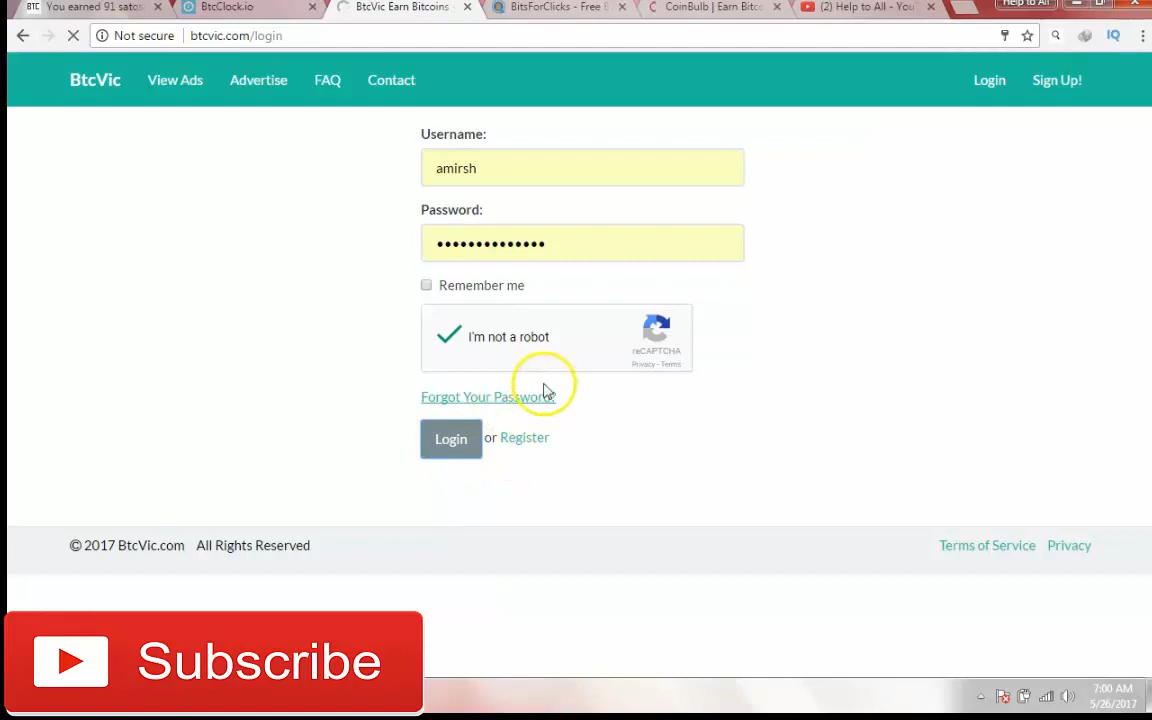 BTC You earned 91 satos
BtcClock.io
BtcVic Earn Bitcoins
BitsForClicks - Free B
CoinBulb | Earn Bitco
(2) Help to All - You
Help to All
Not secure
btcvic.com/login
IQ
BtcVic
View Ads
Advertise
FAQ
Contact
Login
Sign Up!
Username:
amirsh
Password:
••••••••••••••
Remember me
I'm not a robot
reCAPTCHA
Privacy - Terms
Forgot Your Password?
Login or Register
© 2017 BtcVic.com All Rights Reserved
Terms of Service Privacy
Subscribe
7:00 AM
5/26/2017